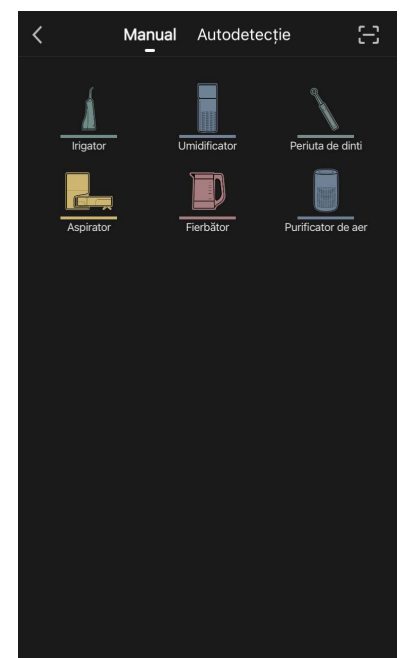 Manual Autodetecție
Irigator Umidificator Periuta de dinti
Aspirator Fierbător Purificator de aer